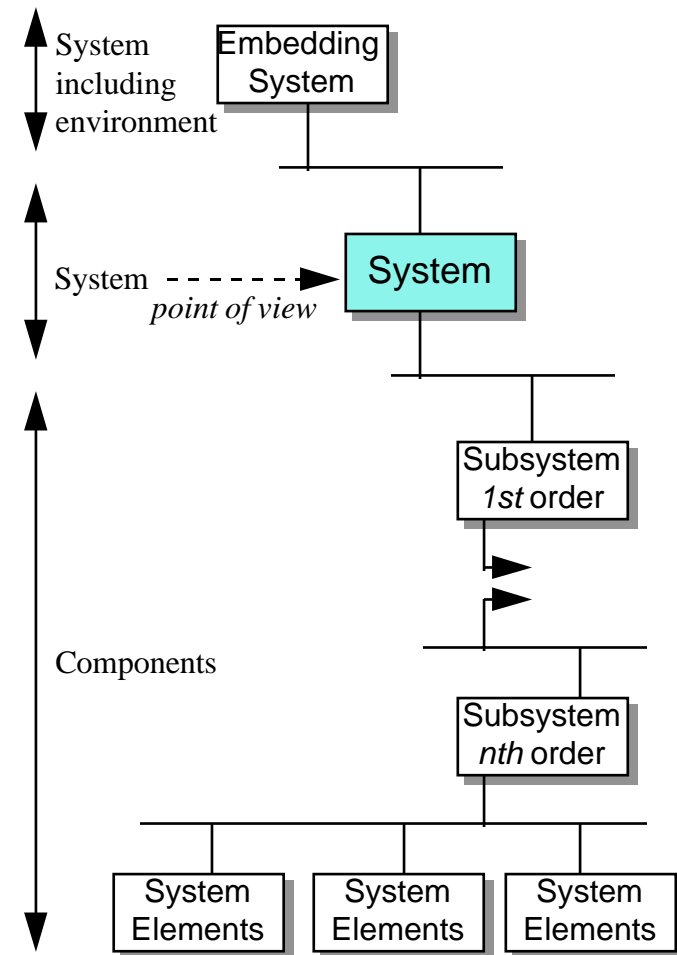 System
including
environment
Embedding
System
System
point of view
System
Subsystem
1st order
Components
Subsystem
nth order
System
Elements
System
Elements
System
Elements